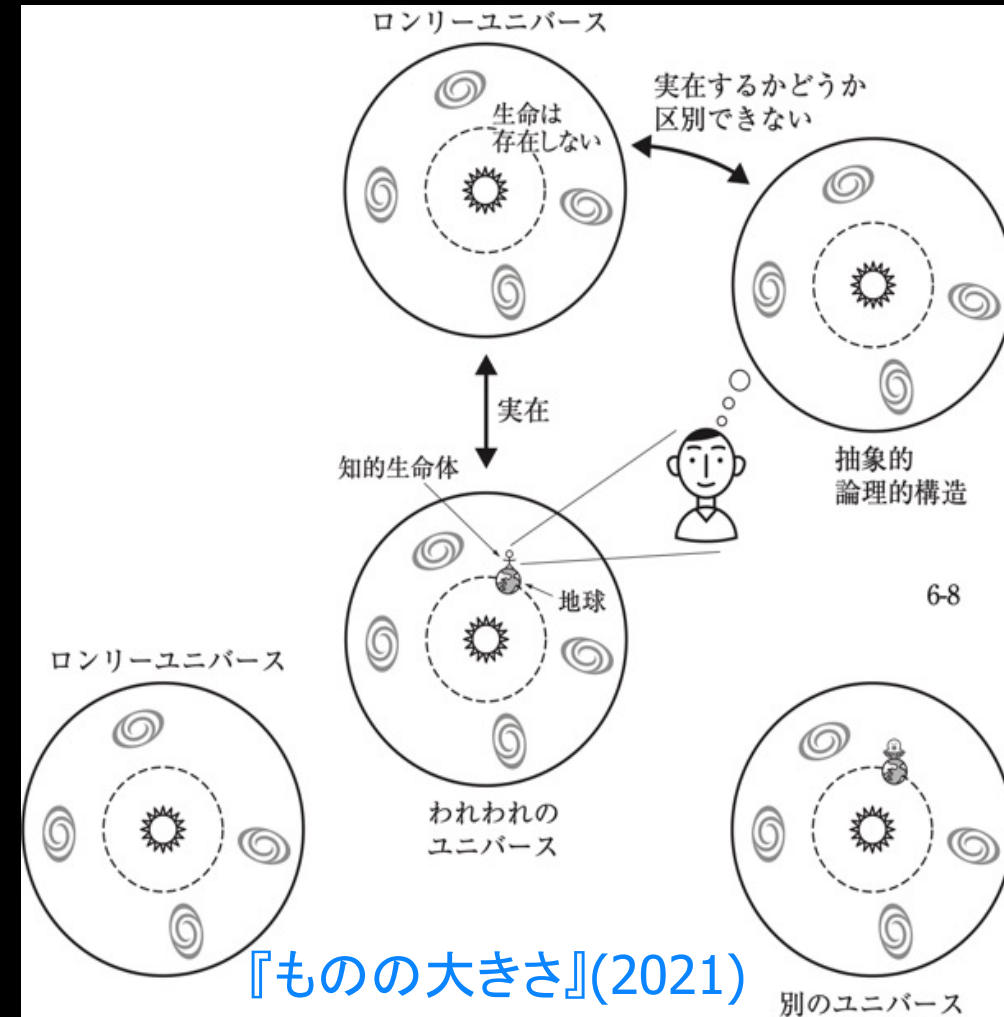 ロンリーユニバース
生命は
存在しない
実在するかどうか
区別できない
実在
知的生命体
地球
抽象的
論理的構造
6-8
ロンリーユニバース
われわれの
ユニバース
『ものの大きさ』(2021)
別のユニバース